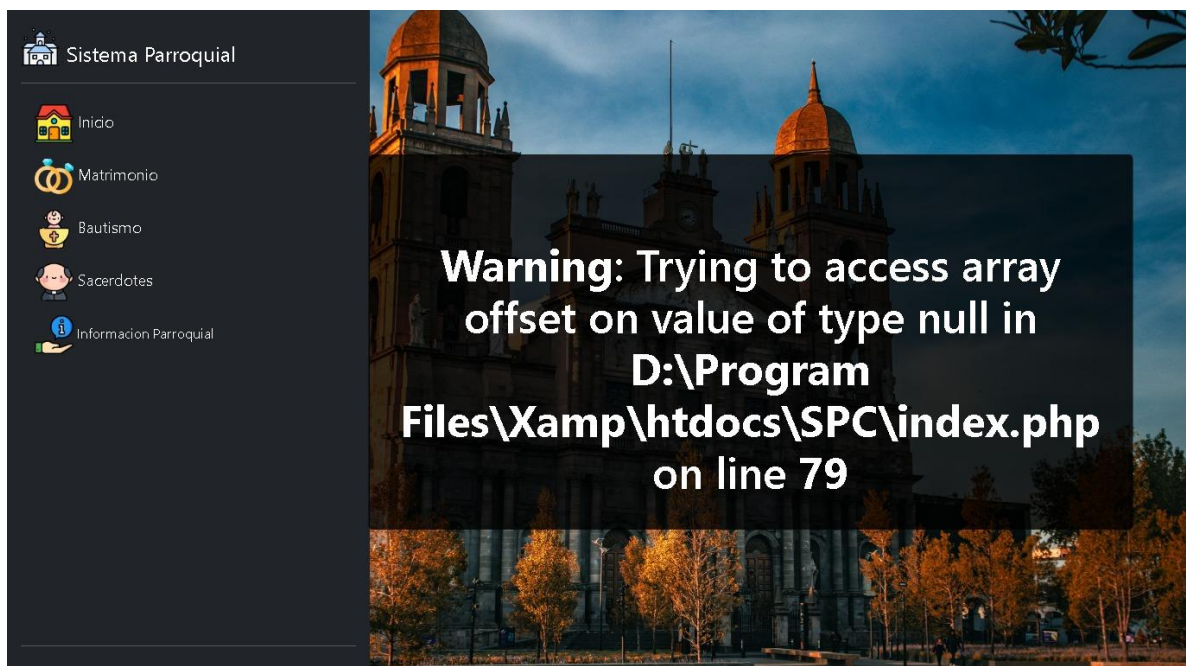 Sistema Parroquial
Inicio
Matrimonio
Bautismo
Sacerdotes
Informacion Parroquial
Warning: Trying to access array
offset on value of type null in
D:\Program
Files\Xamp\htdocs\SPC\index.php
on line 79